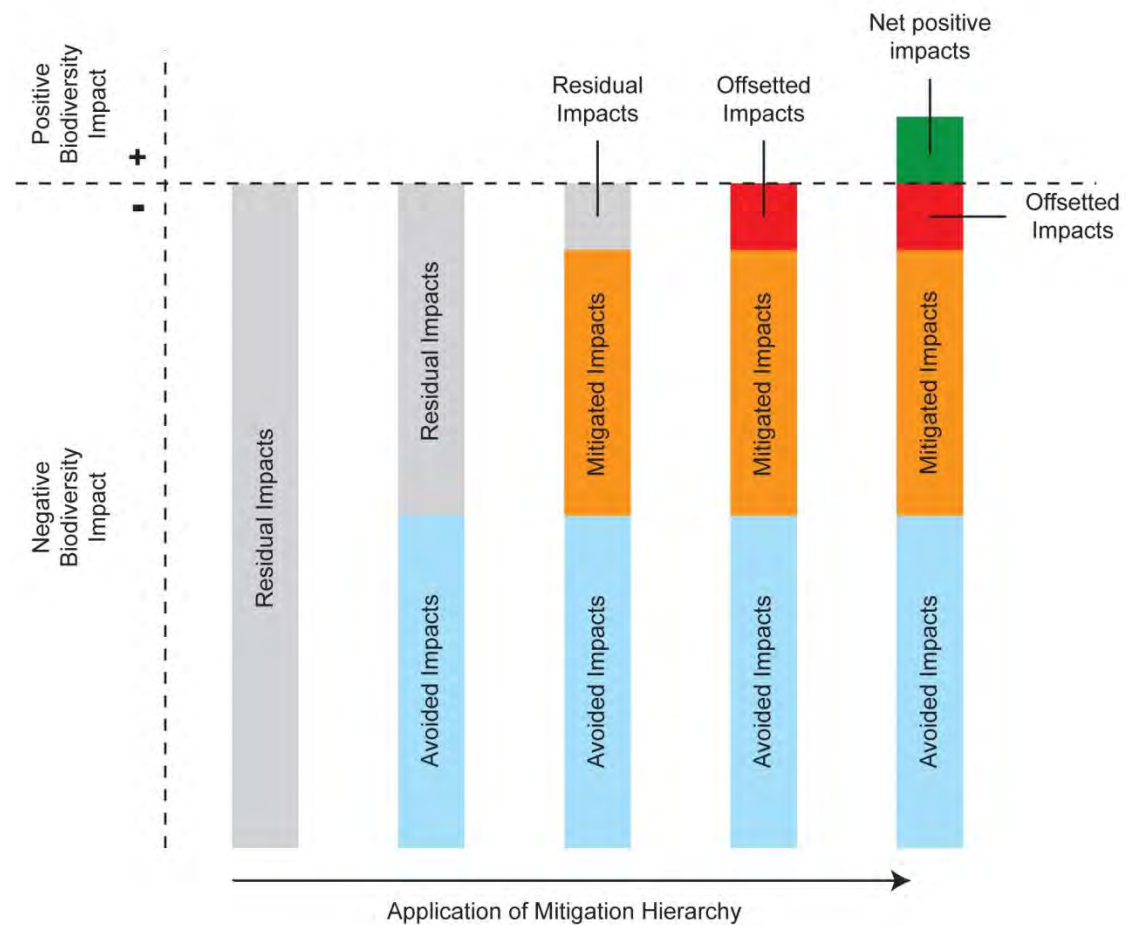 Net positive
impacts
Positive
Biodiversity
Impact
Residual
Impacts
Offsetted
Impacts
+
-
Offsetted
Impacts
Negative
Biodiversity
Impact
Residual Impacts
Residual Impacts
Avoided Impacts
Mitigated Impacts
Avoided Impacts
Mitigated Impacts
Avoided Impacts
Mitigated Impacts
Avoided Impacts
Application of Mitigation Hierarchy